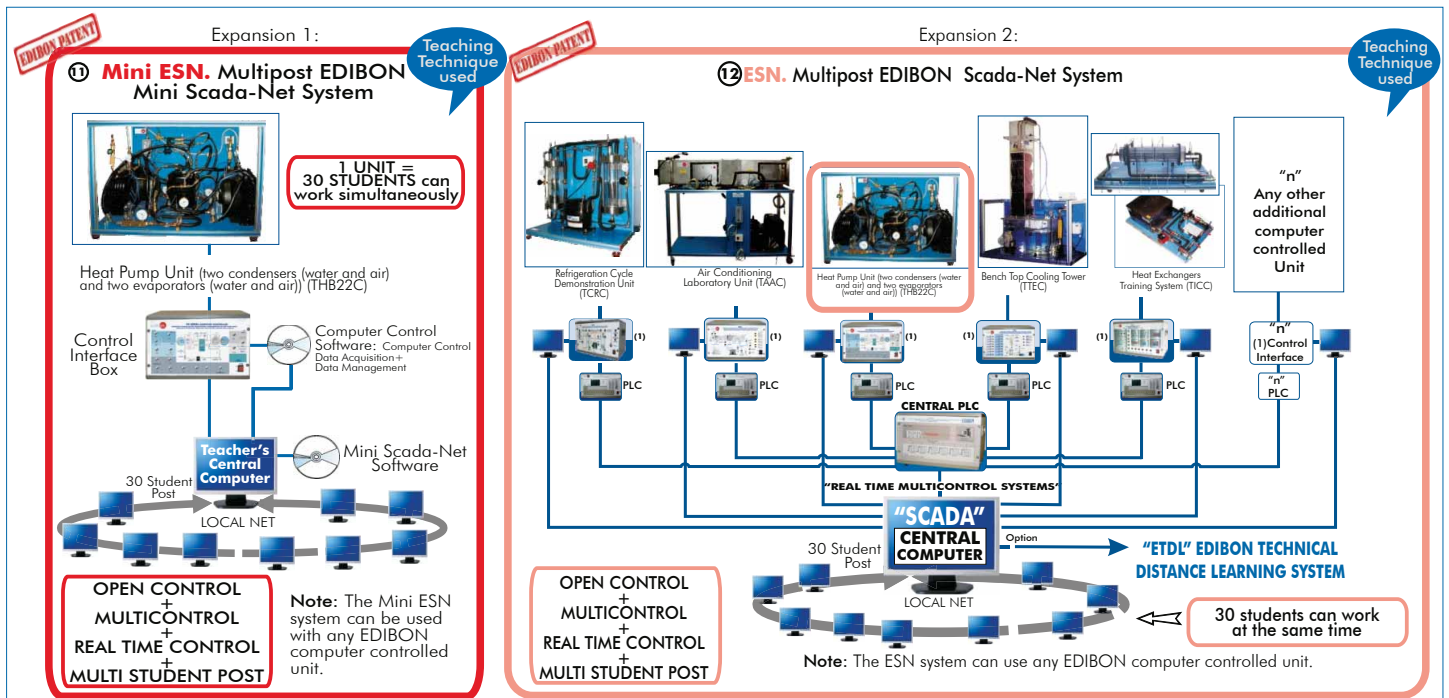 Expansion 1:
EDIBON PATENT
Teaching
Technique
used
⑪ Mini ESN. Multipost EDIBON
Mini Scada-Net System
1 UNIT =
30 STUDENTS can
work simultaneously
Heat Pump Unit (two condensers (water and air)
and two evaporators (water and air)) (THB22C)
Control
Interface
Box
Computer Control
Software: Computer Control
Data Acquisition+
Data Management
Teacher's
Central
Computer
Mini Scada-Net
Software
30 Student
Post
LOCAL NET
OPEN CONTROL
+
MULTICONTROL
+
REAL TIME CONTROL
+
MULTI STUDENT POST
Note: The Mini ESN
system can be used
with any EDIBON
computer controlled
unit.
Expansion 2:
EDIBON PATENT
Teaching
Technique
used
⑫ESN. Multipost EDIBON Scada-Net System
Refrigeration Cycle
Demonstration Unit
(TCRC)
Air Conditioning
Laboratory Unit (TAAC)
Heat Pump Unit (two condensers (water
and air) and two evaporators
(water and air)) (THB22C)
Bench Top Cooling Tower
(TTEC)
Heat Exchangers
Training System (TICC)
"n"
Any other
additional
computer
controlled
Unit
(1)
(1)
(1)
(1)
(1)
"n"
(1)Control
Interface
PLC
PLC
PLC
PLC
PLC
"n"
PLC
CENTRAL PLC
"REAL TIME MULTICONTROL SYSTEMS"
"SCADA"
CENTRAL
COMPUTER
Option
"ETDL" EDIBON TECHNICAL
DISTANCE LEARNING SYSTEM
30 Student
Post
LOCAL NET
OPEN CONTROL
+
MULTICONTROL
+
REAL TIME CONTROL
+
MULTI STUDENT POST
30 students can work
at the same time
Note: The ESN system can use any EDIBON computer controlled unit.